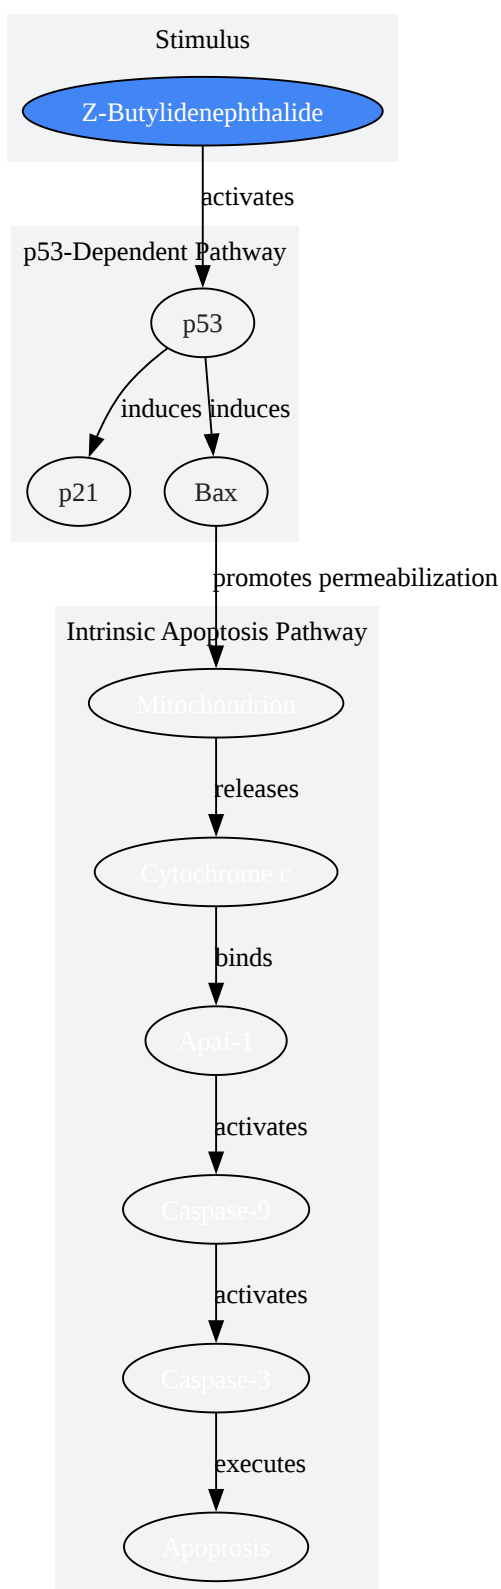 Stimulus
Z-Butylidenephthalide
activates
p53-Dependent Pathway
p53
induces
induces
p21
Bax
promotes permeabilization
Intrinsic Apoptosis Pathway
Mitochondrion
releases
Cytochrome c
binds
Apaf-1
activates
Caspase-9
activates
Caspase-3
executes
Apoptosis